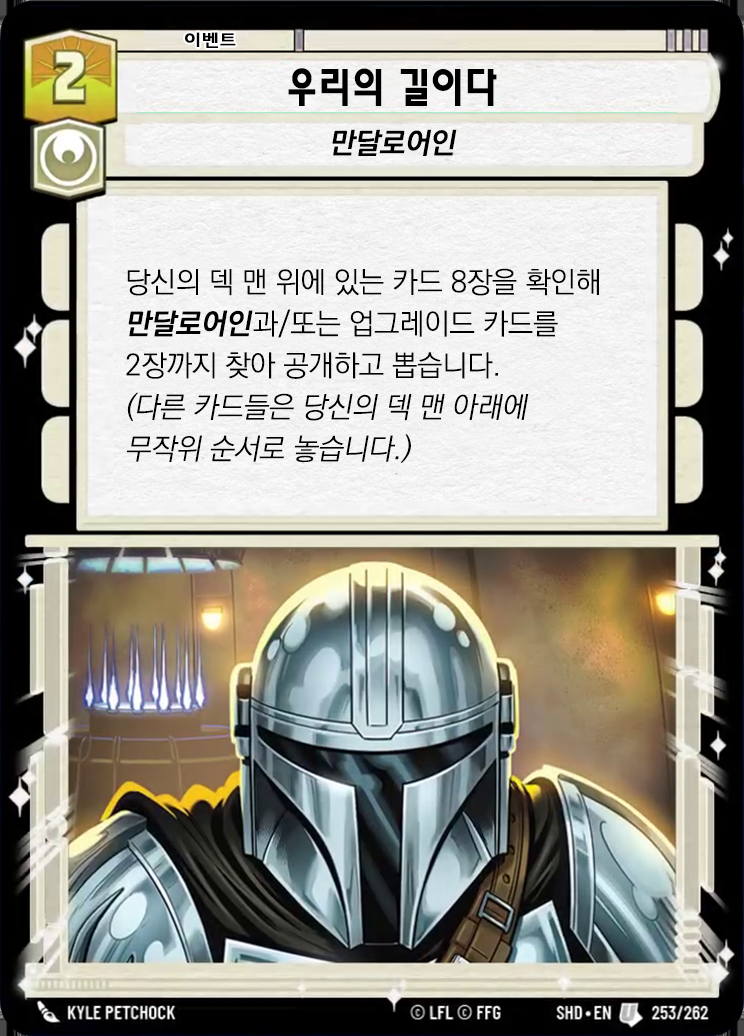 이벤트
2
우리의 길이다
만달로어인
당신의 덱 맨 위에 있는 카드 8장을 확인해
만달로어인과/또는 업그레이드 카드를
2장까지 찾아 공개하고 뽑습니다.
(다른 카드들은 당신의 덱 맨 아래에
무작위 순서로 놓습니다.)
KYLE PETCHOCK
© LFL © FFG
SHD • EN
253/262